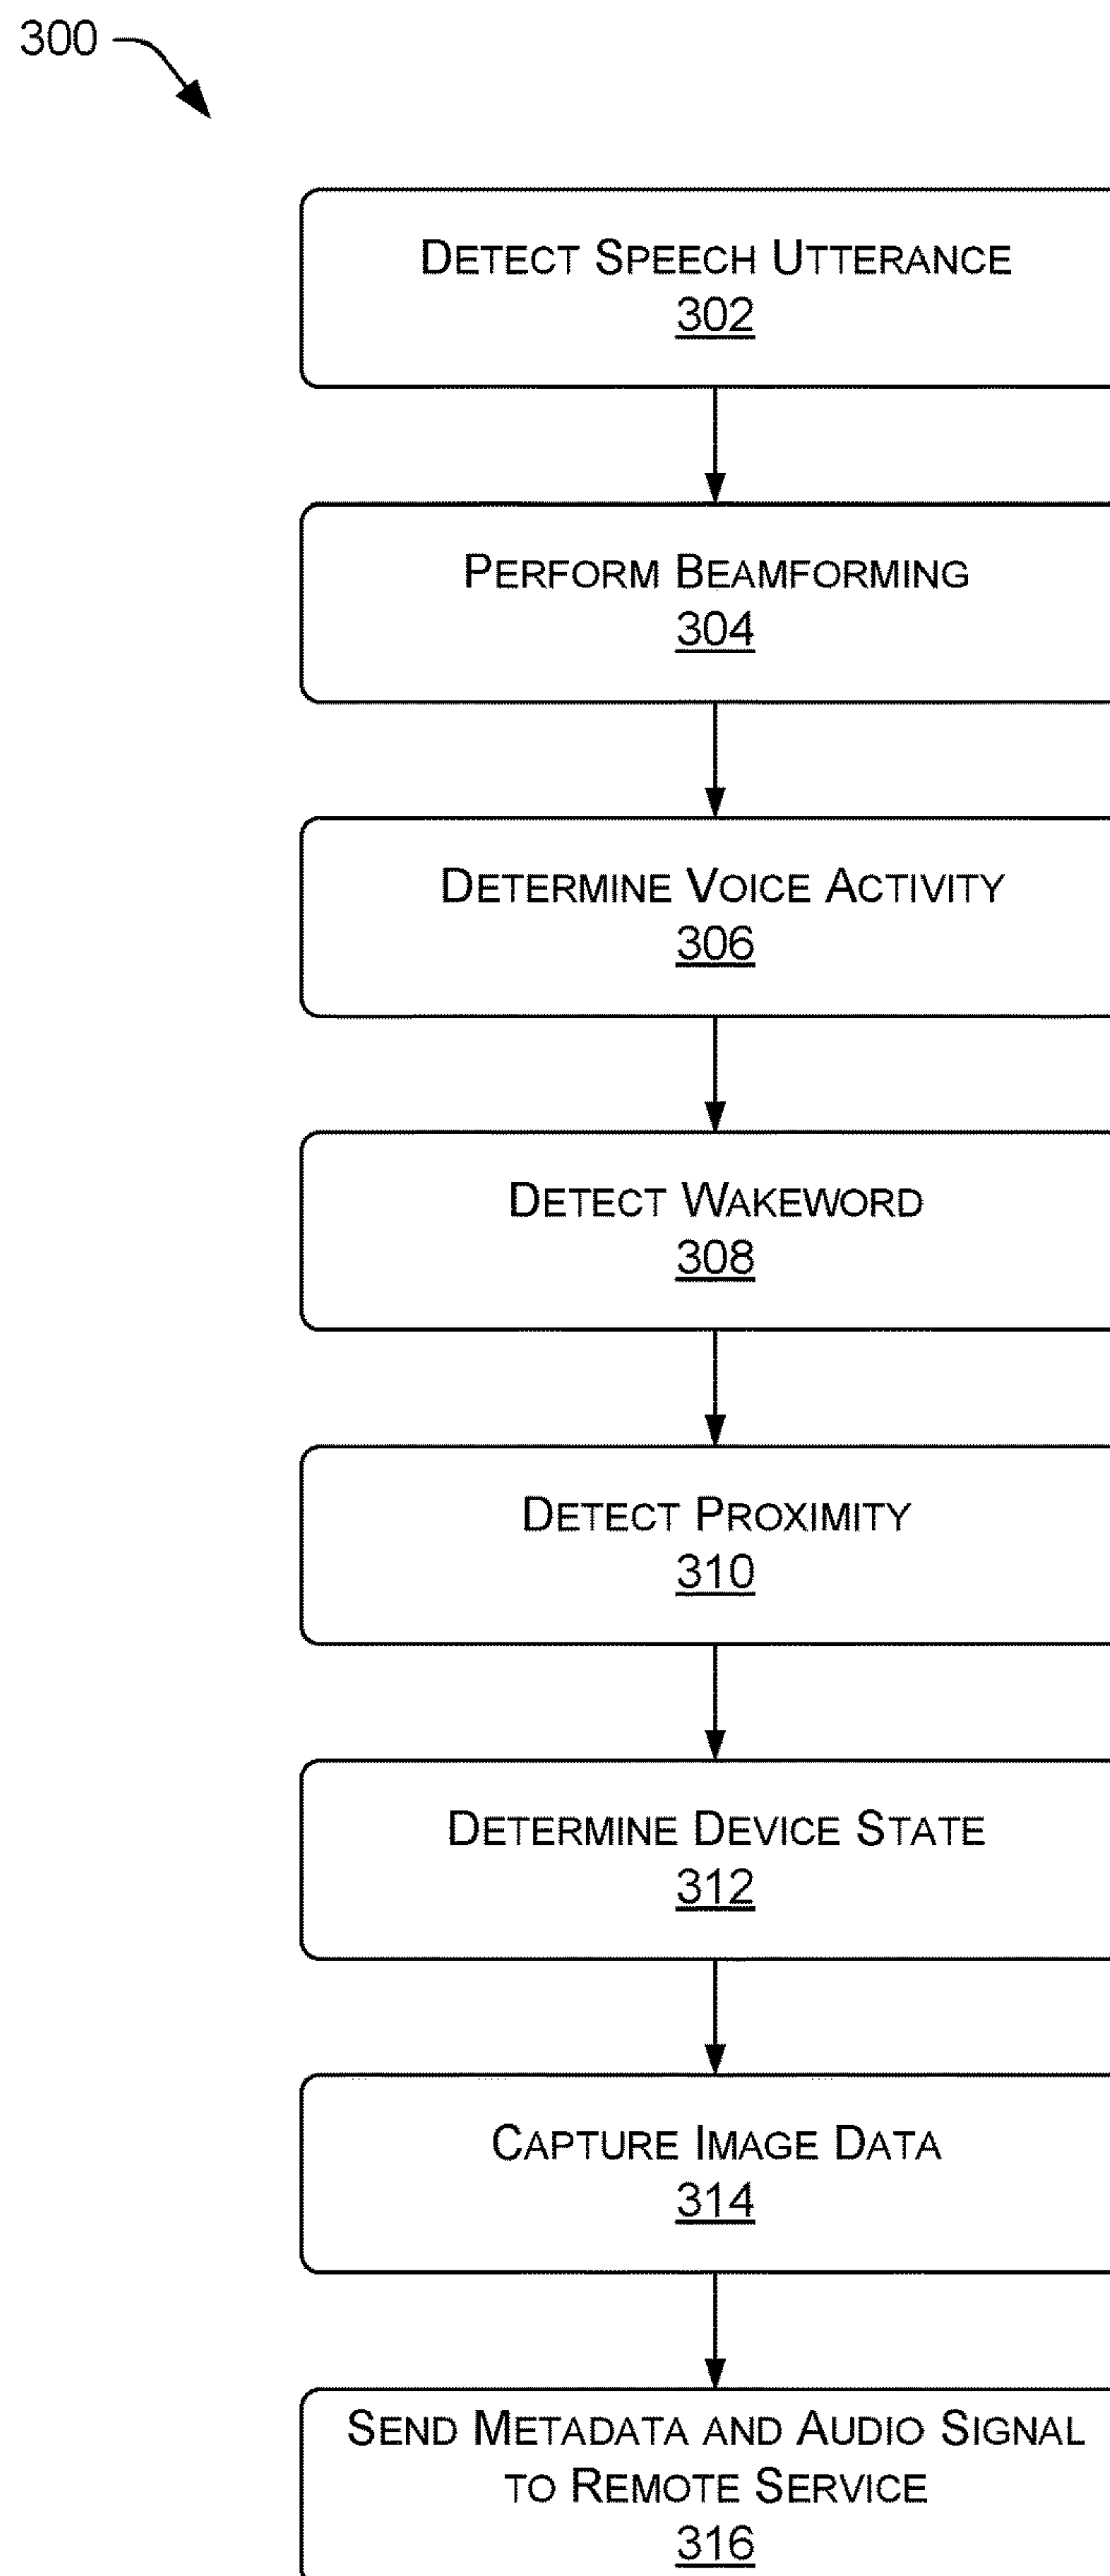 300
DETECT SPEECH UTTERANCE
302
PERFORM BEAMFORMING
304
DETERMINE VOICE ACTIVITY
306
DETECT WAKEWORD
308
DETECT PROXIMITY
310
DETERMINE DEVICE STATE
312
CAPTURE IMAGE DATA
314
SEND METADATA AND AUDIO SIGNAL
TO REMOTE SERVICE
316